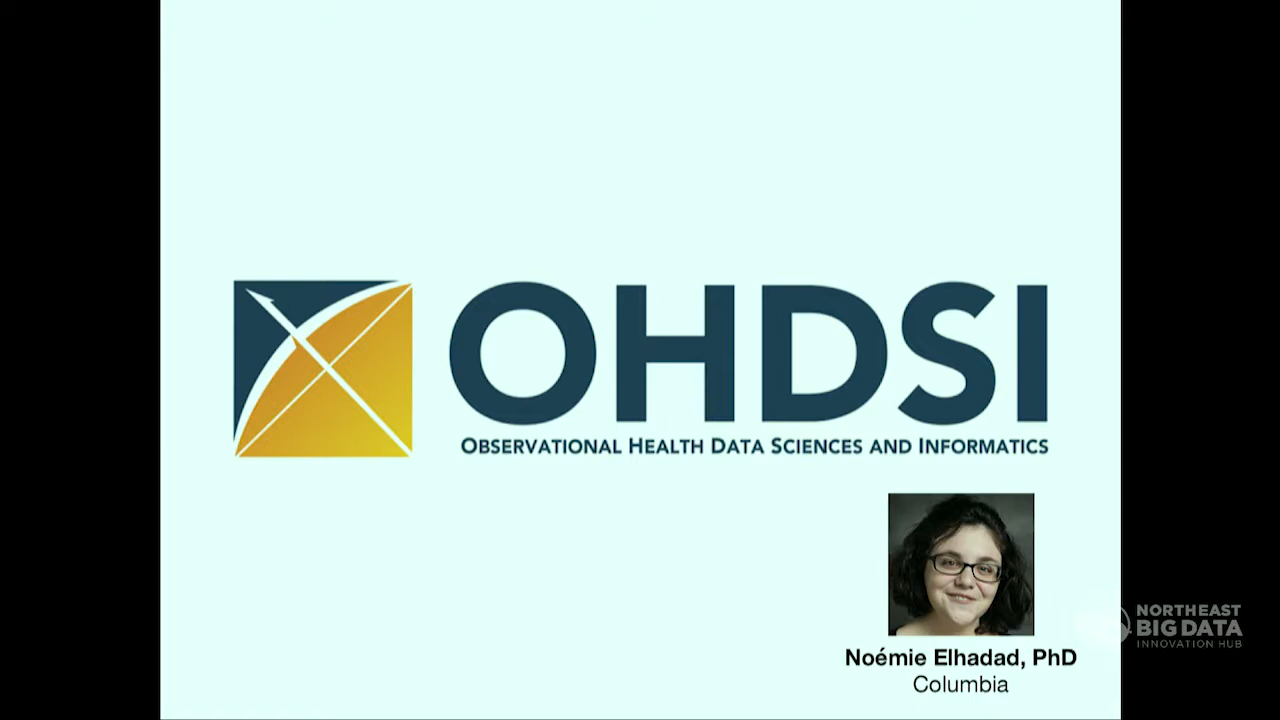 OHDSI
OBSERVATIONAL HEALTH DATA SCIENCES AND INFORMATICS
NORTHEAST
BIG DATA
INNOVATION HUB
Noémie Elhadad, PhD
Columbia